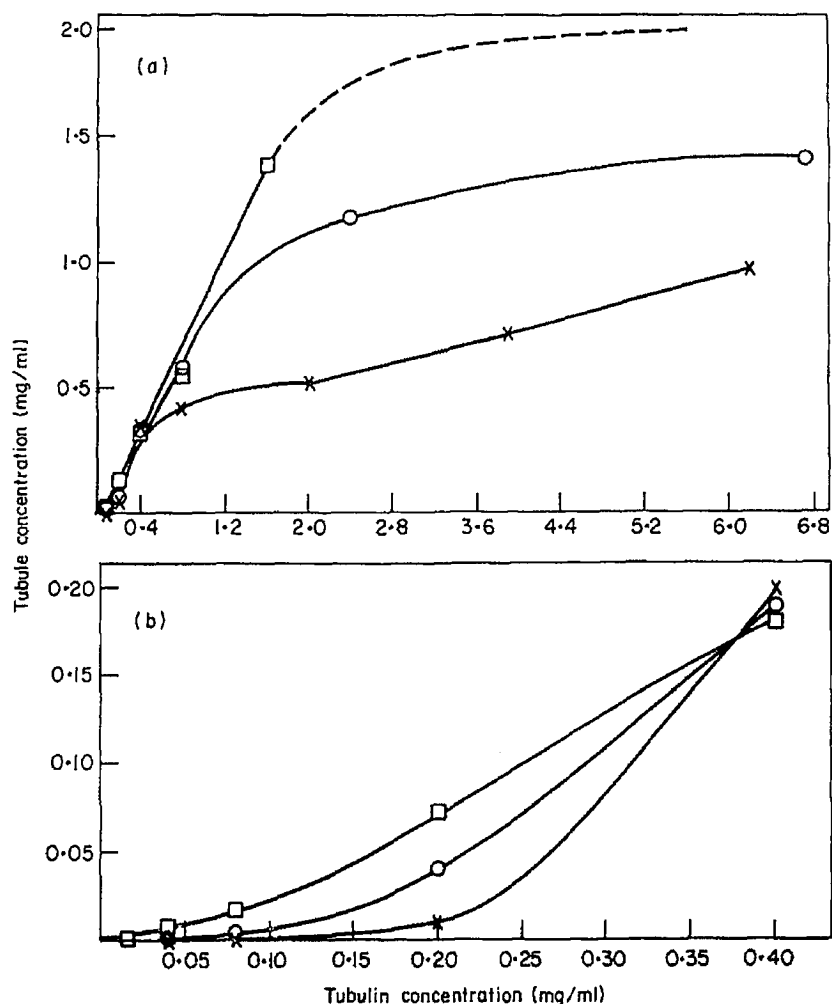 2·0
(a)
1·5
1·0
0·5
0·4 1·2 2·0 2·8 3·6 4·4 5·2 6·0 6·8
Tubule concentration (mg/ml)
0·20
(b)
0·15
0·10
0·05
0·05 0·10 0·15 0·20 0·25 0·30 0·35 0·40
Tubulin concentration (mg/ml)